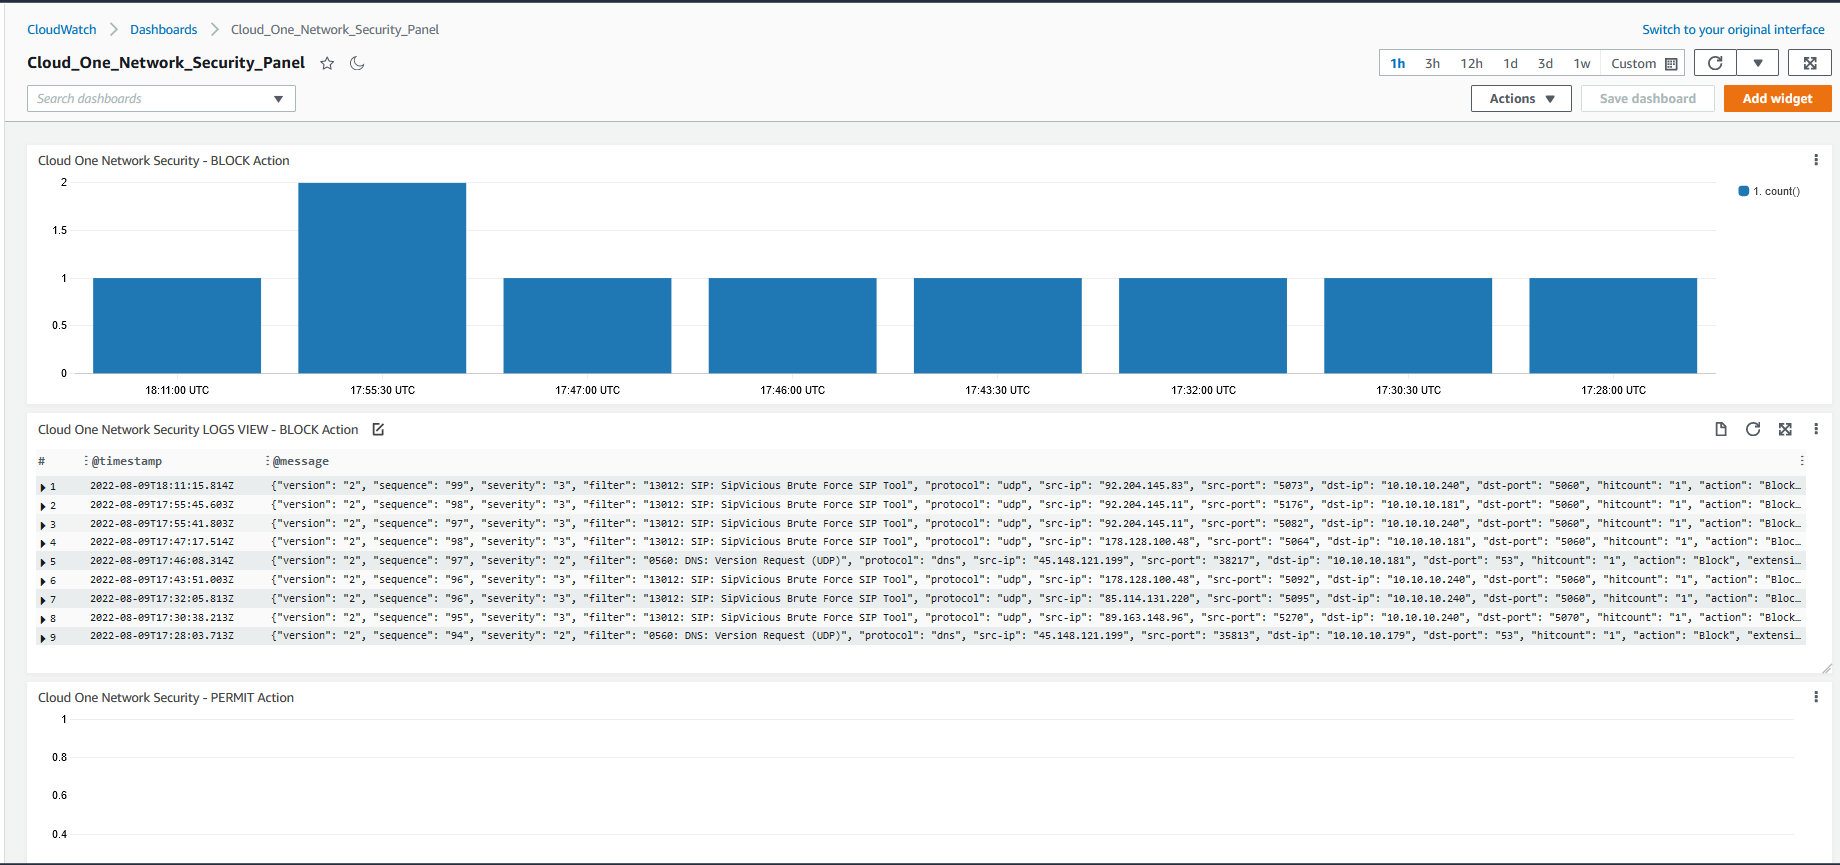 CloudWatch > Dashboards > Cloud_One_Network_Security_Panel
Switch to your original interface
Cloud_One_Network_Security_Panel
1h 3h 12h 1d 3d 1w Custom
Search dashboards
Actions Save dashboard Add widget
Cloud One Network Security - BLOCK Action
2
1.5
1
0.5
0
1. count()
18:11:00 UTC 17:55:30 UTC 17:47:00 UTC 17:46:00 UTC 17:43:30 UTC 17:32:00 UTC 17:30:30 UTC 17:28:00 UTC
Cloud One Network Security LOGS VIEW - BLOCK Action
# @timestamp @message
1 2022-08-09T18:11:15.814Z {"version": "2", "sequence": "99", "severity": "3", "filter": "13012: SIP: SipVicious Brute Force SIP Tool", "protocol": "udp", "src-ip": "92.204.145.83", "src-port": "5073", "dst-ip": "10.10.10.240", "dst-port": "5060", "hitcount": "1", "action": "Block…
2 2022-08-09T17:55:45.603Z {"version": "2", "sequence": "98", "severity": "3", "filter": "13012: SIP: SipVicious Brute Force SIP Tool", "protocol": "udp", "src-ip": "92.204.145.11", "src-port": "5176", "dst-ip": "10.10.10.181", "dst-port": "5060", "hitcount": "1", "action": "Block…
3 2022-08-09T17:55:41.803Z {"version": "2", "sequence": "97", "severity": "3", "filter": "13012: SIP: SipVicious Brute Force SIP Tool", "protocol": "udp", "src-ip": "92.204.145.11", "src-port": "5082", "dst-ip": "10.10.10.240", "dst-port": "5060", "hitcount": "1", "action": "Block…
4 2022-08-09T17:47:17.514Z {"version": "2", "sequence": "98", "severity": "3", "filter": "13012: SIP: SipVicious Brute Force SIP Tool", "protocol": "udp", "src-ip": "178.128.100.48", "src-port": "5064", "dst-ip": "10.10.10.181", "dst-port": "5060", "hitcount": "1", "action": "Bloc…
5 2022-08-09T17:46:08.314Z {"version": "2", "sequence": "97", "severity": "2", "filter": "0560: DNS: Version Request (UDP)", "protocol": "dns", "src-ip": "45.148.121.199", "src-port": "38217", "dst-ip": "10.10.10.181", "dst-port": "53", "hitcount": "1", "action": "Block", "extensi…
6 2022-08-09T17:43:51.003Z {"version": "2", "sequence": "96", "severity": "3", "filter": "13012: SIP: SipVicious Brute Force SIP Tool", "protocol": "udp", "src-ip": "178.128.100.48", "src-port": "5092", "dst-ip": "10.10.10.240", "dst-port": "5060", "hitcount": "1", "action": "Bloc…
7 2022-08-09T17:32:05.813Z {"version": "2", "sequence": "96", "severity": "3", "filter": "13012: SIP: SipVicious Brute Force SIP Tool", "protocol": "udp", "src-ip": "85.114.131.220", "src-port": "5095", "dst-ip": "10.10.10.240", "dst-port": "5060", "hitcount": "1", "action": "Bloc…
8 2022-08-09T17:30:38.213Z {"version": "2", "sequence": "95", "severity": "3", "filter": "13012: SIP: SipVicious Brute Force SIP Tool", "protocol": "udp", "src-ip": "89.163.148.96", "src-port": "5270", "dst-ip": "10.10.10.240", "dst-port": "5070", "hitcount": "1", "action": "Block…
9 2022-08-09T17:28:03.713Z {"version": "2", "sequence": "94", "severity": "2", "filter": "0560: DNS: Version Request (UDP)", "protocol": "dns", "src-ip": "45.148.121.199", "src-port": "35813", "dst-ip": "10.10.10.179", "dst-port": "53", "hitcount": "1", "action": "Block", "extensi…
Cloud One Network Security - PERMIT Action
1
0.8
0.6
0.4